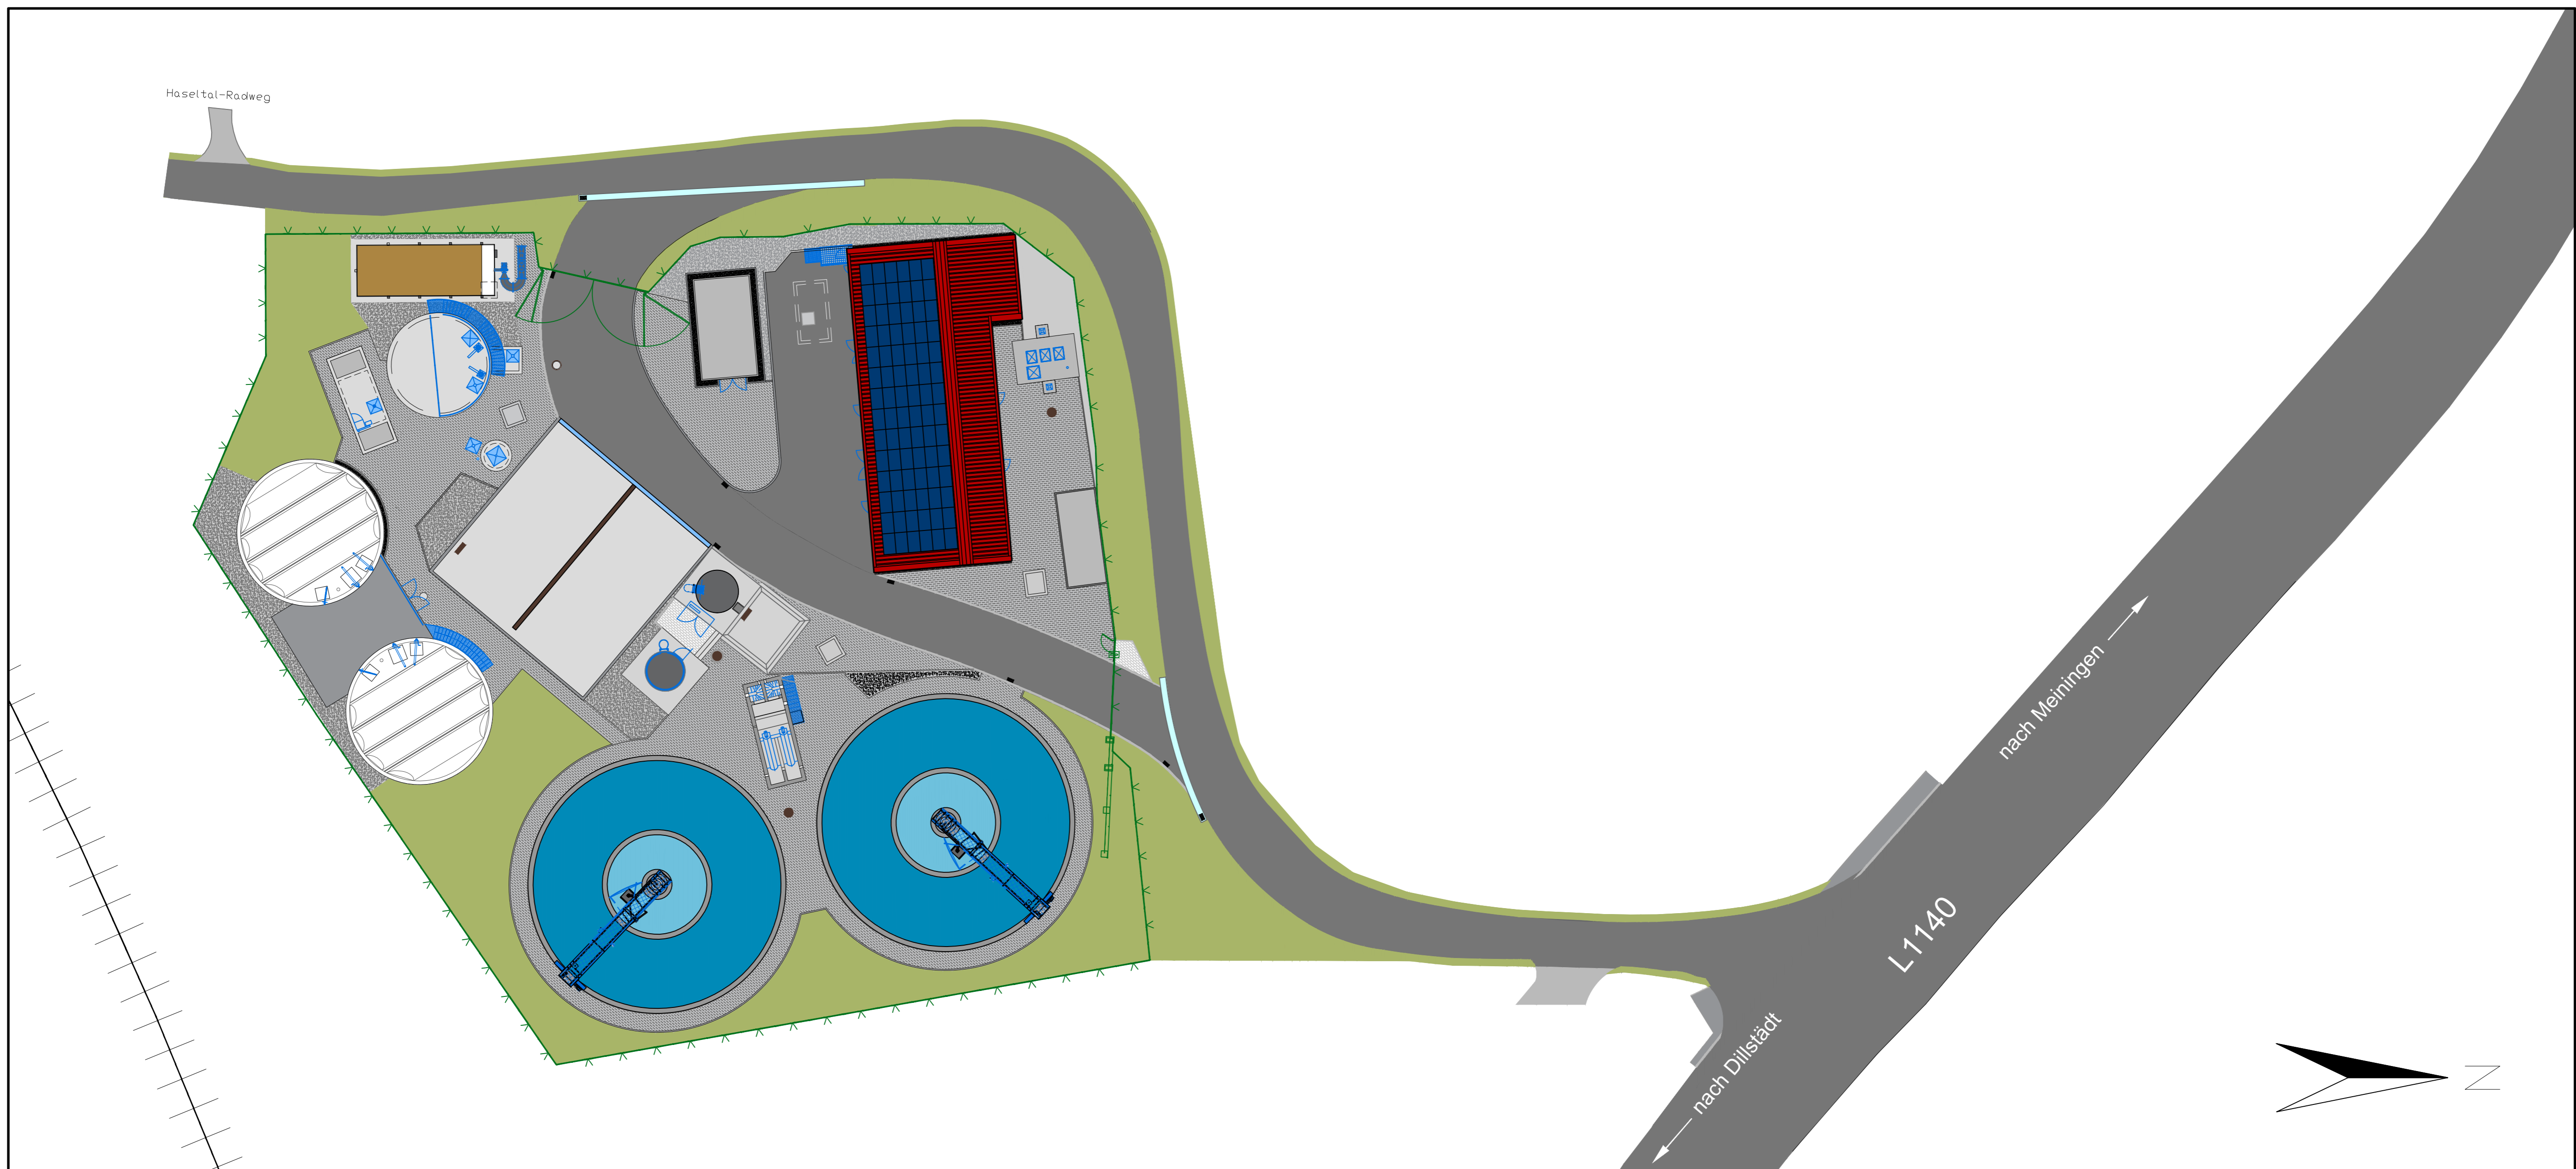 Haseltal-Radweg
nach Meiningen
L1140
nach Dillstädt
N